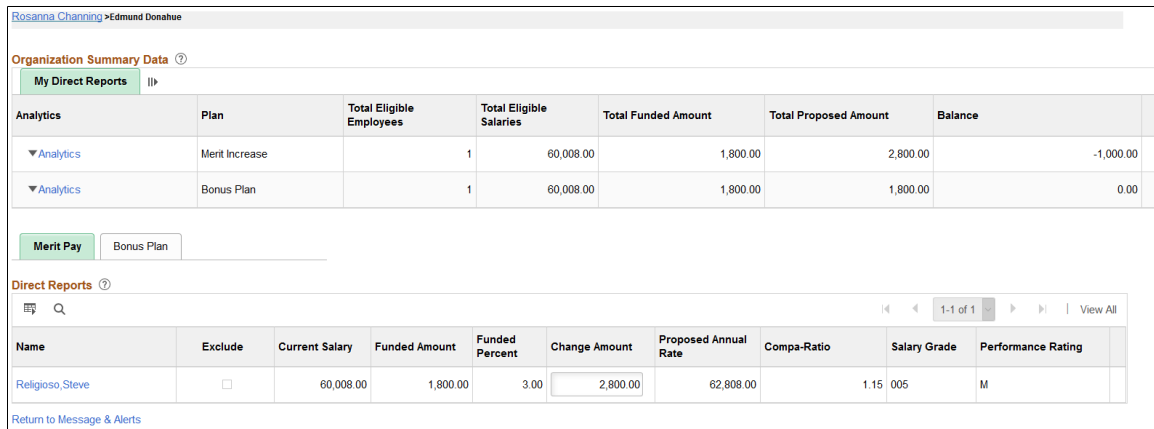 Rosanna Channing >Edmund Donahue
Organization Summary Data
My Direct Reports
Analytics Plan Total Eligible Employees Total Eligible Salaries Total Funded Amount Total Proposed Amount Balance
Analytics Merit Increase 1 60,008.00 1,800.00 2,800.00 -1,000.00
Analytics Bonus Plan 1 60,008.00 1,800.00 1,800.00 0.00
Merit Pay Bonus Plan
Direct Reports
1-1 of 1 | View All
Name Exclude Current Salary Funded Amount Funded Percent Change Amount Proposed Annual Rate Compa-Ratio Salary Grade Performance Rating
Religioso,Steve 60,008.00 1,800.00 3.00 2,800.00 62,808.00 1.15 005 M
Return to Message & Alerts